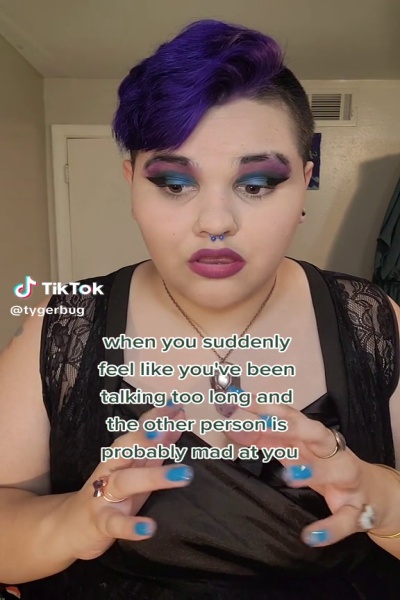 TikTok
@tygerbug
when you suddenly
feel like you've been
talking too long and
the other person is
probably mad at you